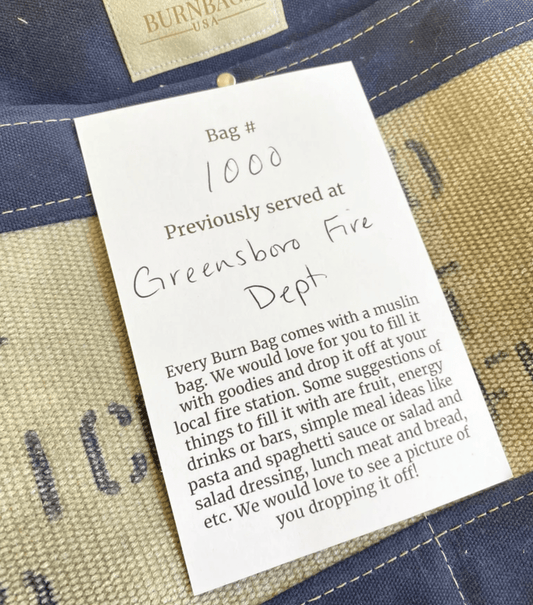 BURNBAG
USA
Bag #
1000
Previously served at
Greensboro Fire
Dept
Every Burn Bag comes with a muslin
bag. We would love for you to fill it
with goodies and drop it off at your
local fire station. Some suggestions of
things to fill it with are fruit, energy
drinks or bars, simple meal ideas like
pasta and spaghetti sauce or salad and
salad dressing, lunch meat and bread,
etc. We would love to see a picture of
you dropping it off!